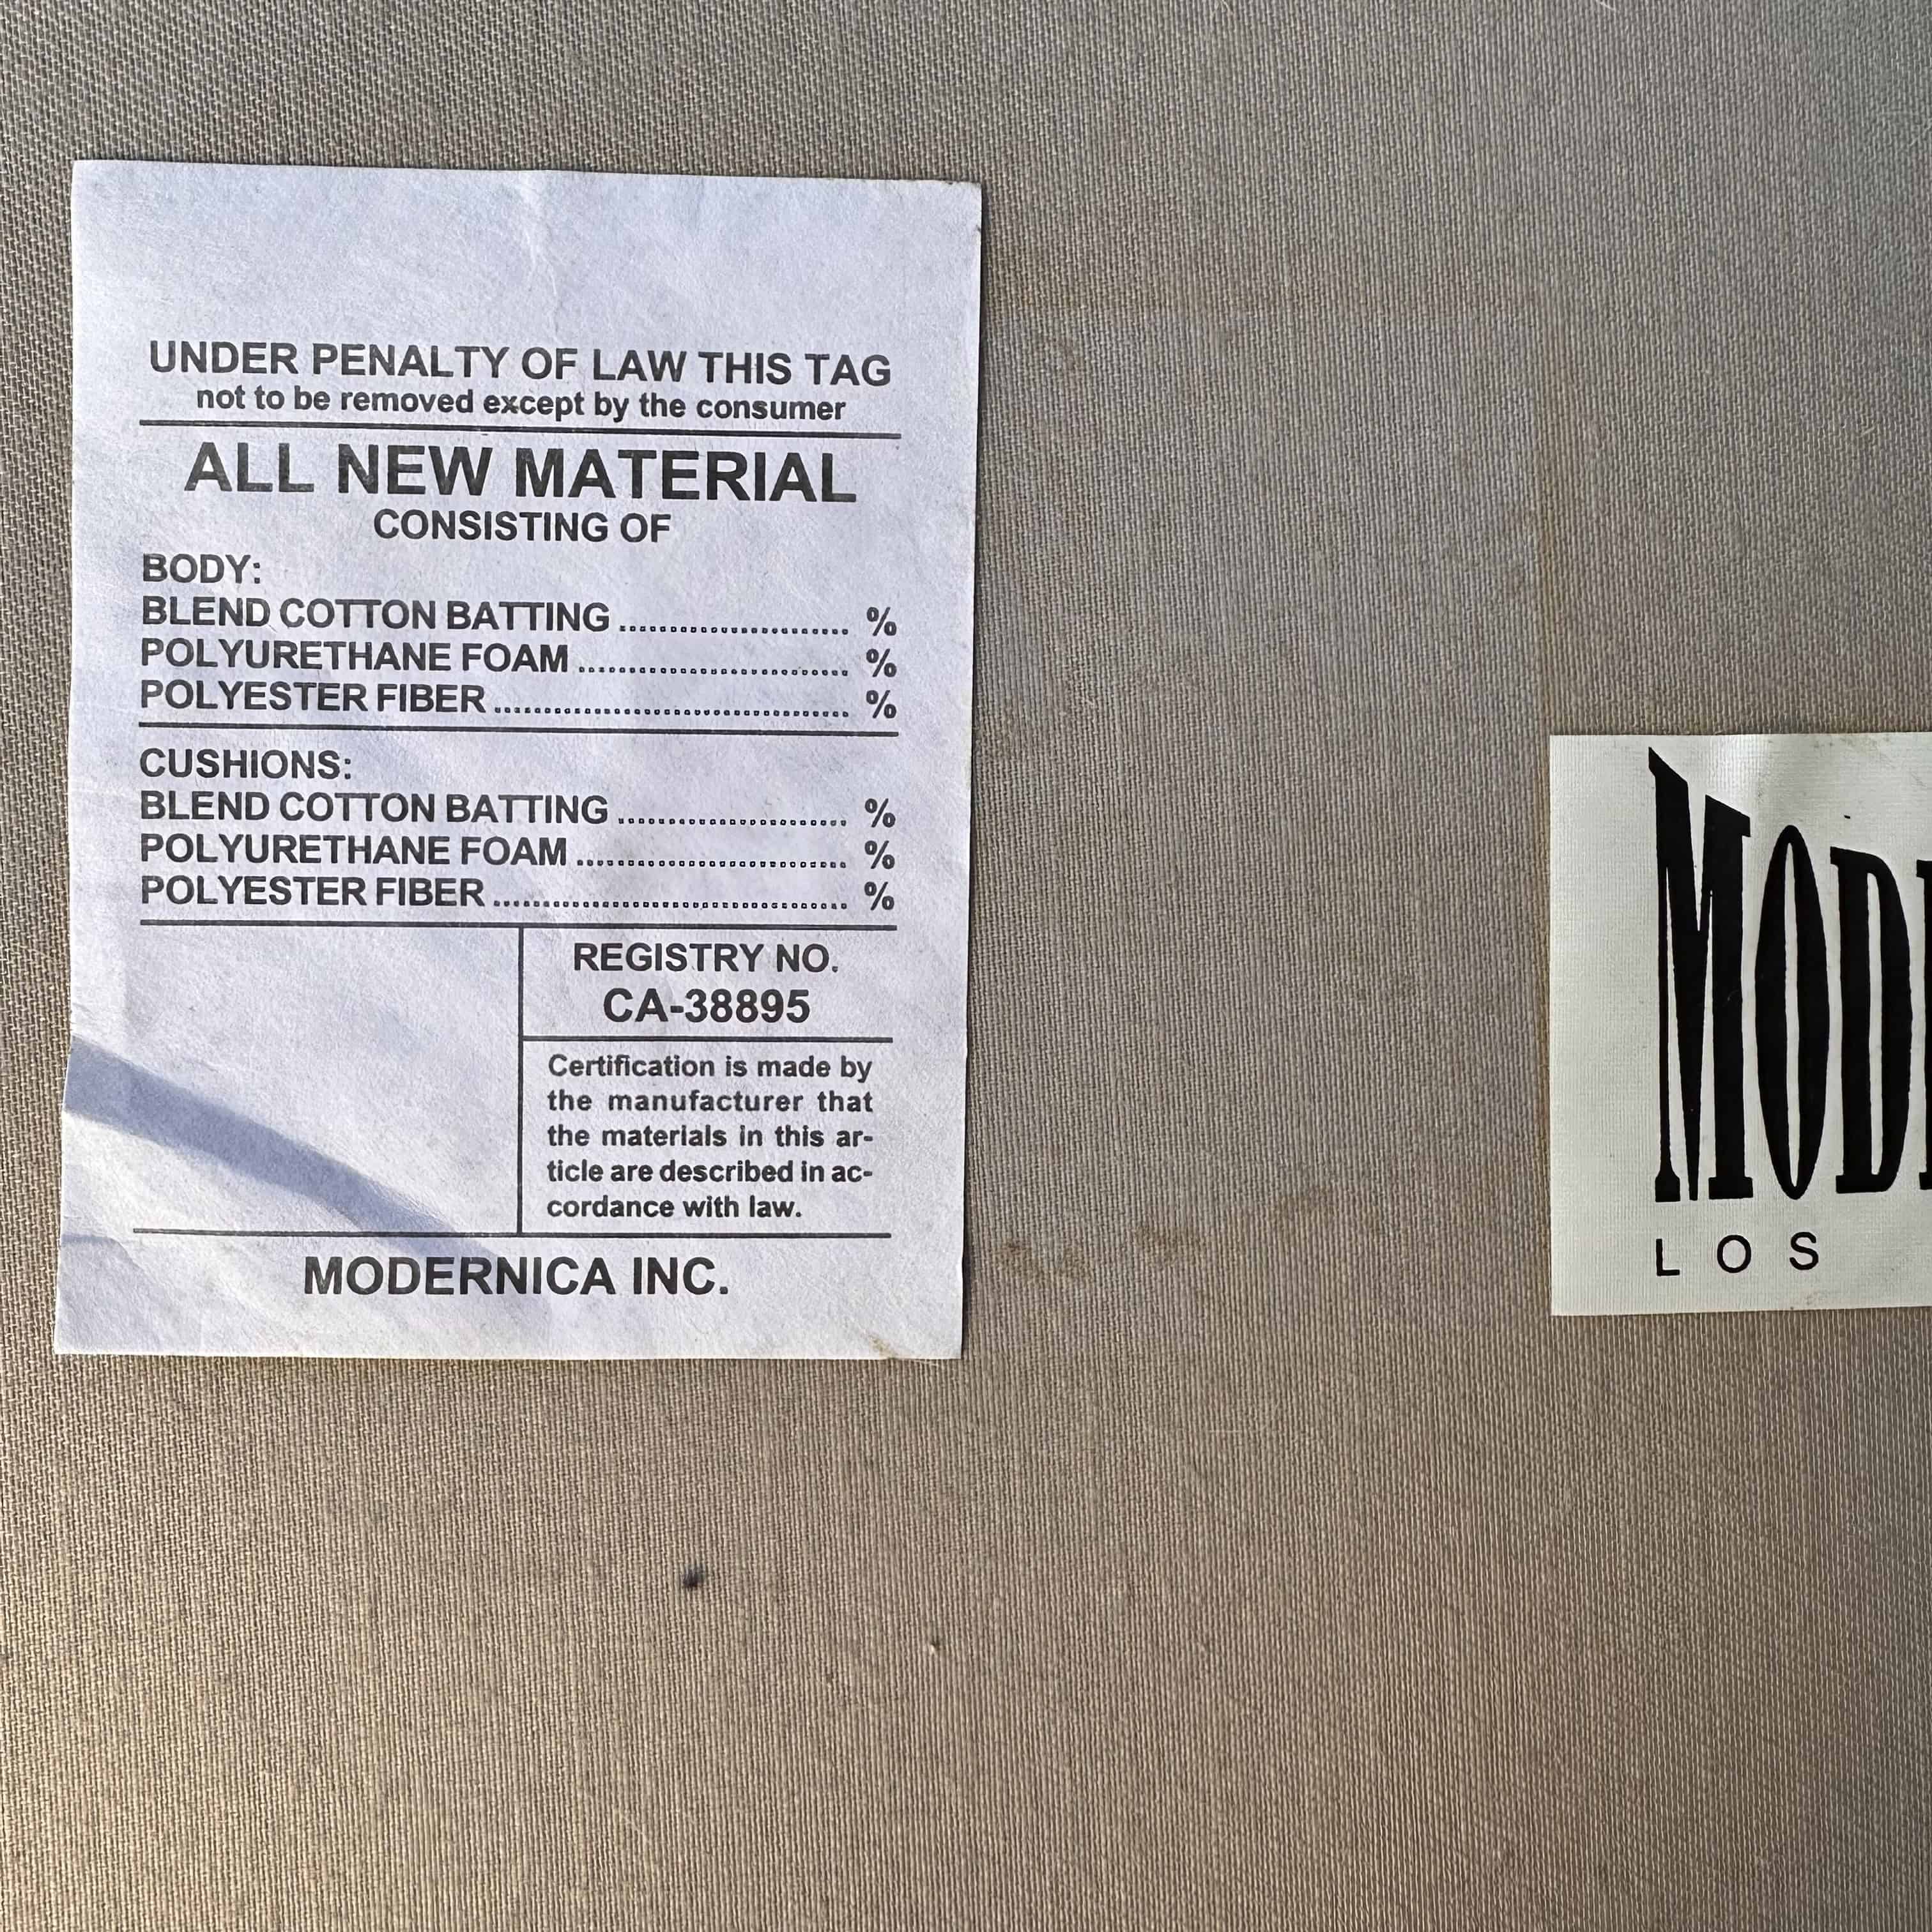 UNDER PENALTY OF LAW THIS TAG
not to be removed except by the consumer
ALL NEW MATERIAL
CONSISTING OF
BODY:
BLEND COTTON BATTING ........................ %
POLYURETHANE FOAM ............................ %
POLYESTER FIBER .................................... %
CUSHIONS:
BLEND COTTON BATTING ........................ %
POLYURETHANE FOAM ............................ %
POLYESTER FIBER .................................... %
REGISTRY NO.
CA-38895
Certification is made by
the manufacturer that
the materials in this ar-
ticle are described in ac-
cordance with law.
MODERNICA INC.
LOS